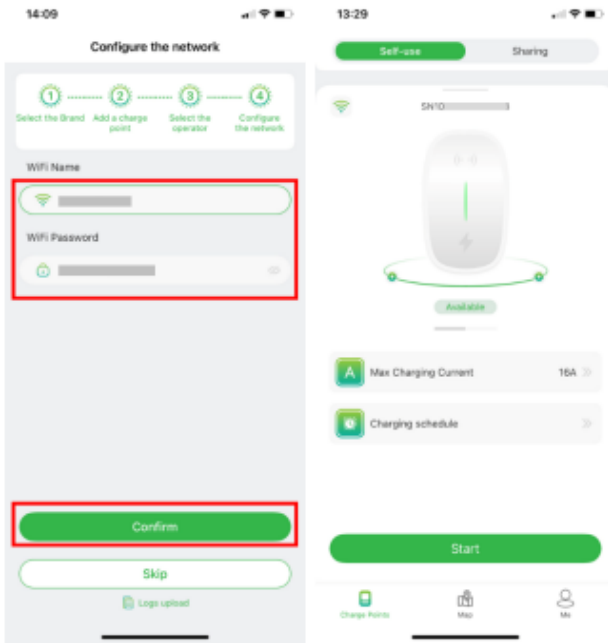 14:09
Configure the network
1 2 3 4
Select the Brand Add a charge point Select the operator Configure the network
WiFi Name
WiFi Password
Confirm
Skip
Logs upload
13:29
Self-use Sharing
SN10
Available
A Max Charging Current 16A
Charging schedule
Start
Charge Points Map Me